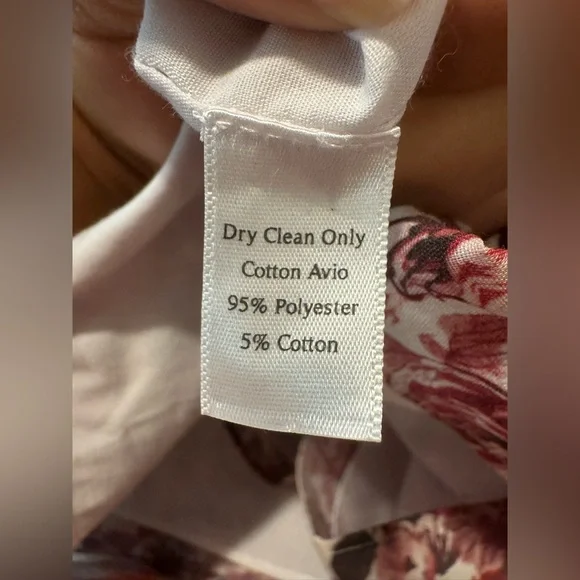 Dry Clean Only
Cotton Avio
95% Polyester
5% Cotton